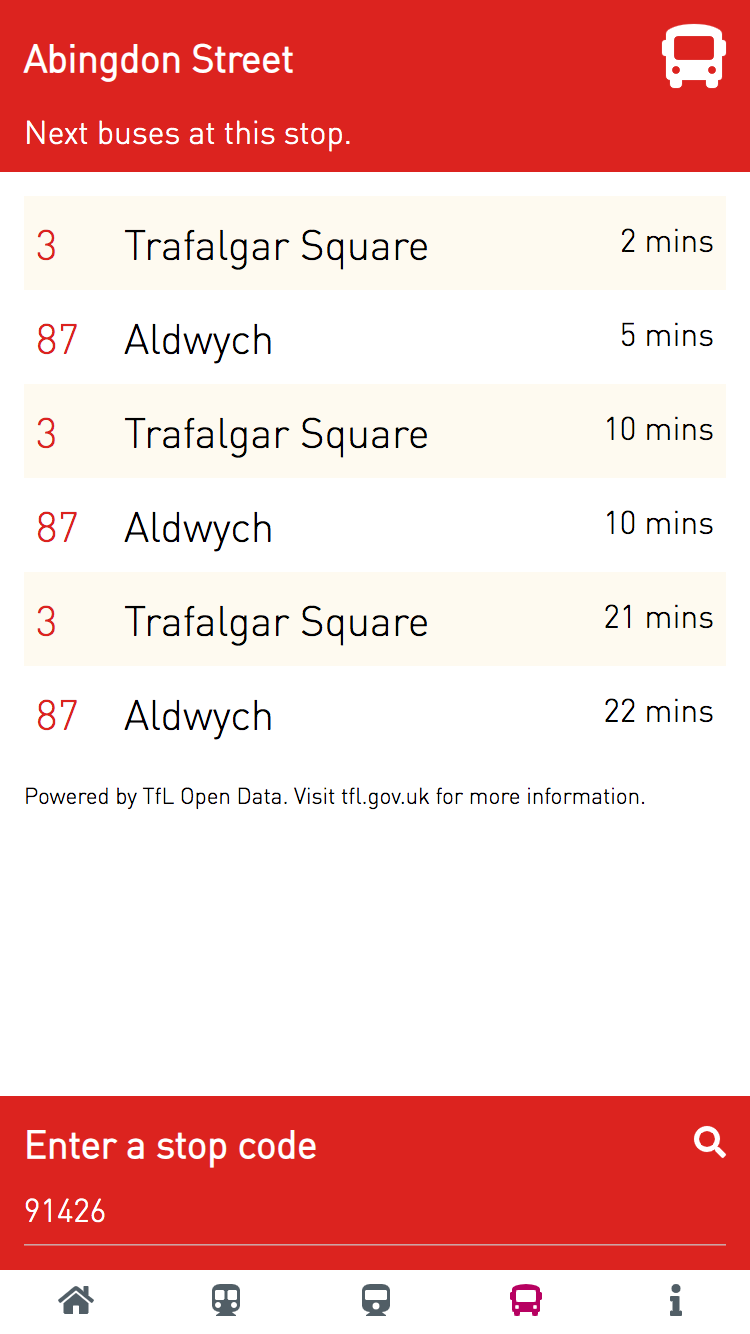 Abingdon Street
Next buses at this stop.
3 Trafalgar Square 2 mins
87 Aldwych 5 mins
3 Trafalgar Square 10 mins
87 Aldwych 10 mins
3 Trafalgar Square 21 mins
87 Aldwych 22 mins
Powered by TfL Open Data. Visit tfl.gov.uk for more information.
Enter a stop code
91426